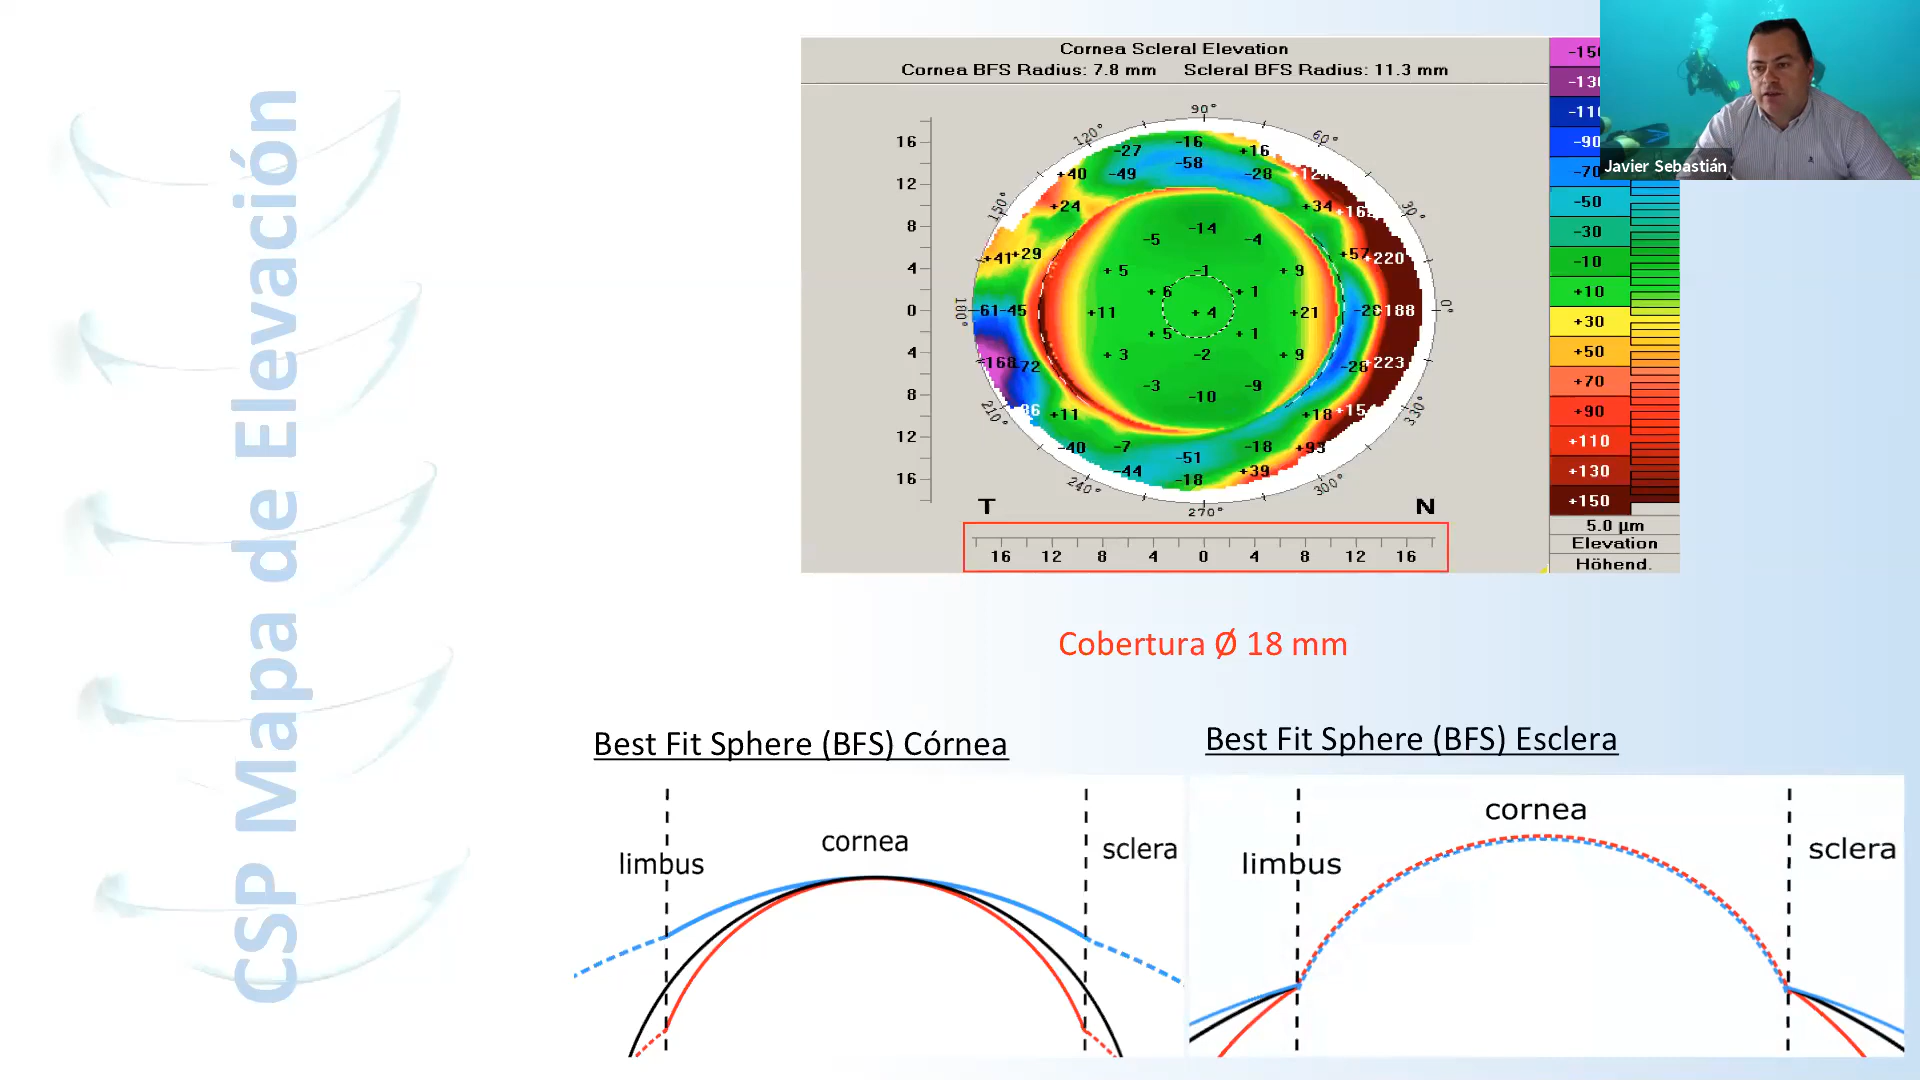 CSP Mapa de Elevación
Cornea Scleral Elevation
Cornea BFS Radius: 7.8 mm Scleral BFS Radius: 11.3 mm
90°
120° 60°
150° 30°
180° 0°
210° 330°
240° 300°
270°
16
12
8
4
0
4
8
12
16
-27 -16 +16
-58
+40 -49 -28
+24 +34
-14
-5 -4
+41 +29 +57 +220
+5 -1 +9
+6 +1
-61 -45 +11 +4 +21 188
+5 +1
-168 +3 -2 +9 -28 +223
-3 -9
-10
+11 +18
-40 -7 -18 +93
-51
-44 +39
-18
T N
16 12 8 4 0 4 8 12 16
-50
-30
-10
+10
+30
+50
+70
+90
+110
+130
+150
5.0 µm
Elevation
Höhend.
Javier Sebastián
Cobertura Ø 18 mm
Best Fit Sphere (BFS) Córnea
limbus
cornea
sclera
Best Fit Sphere (BFS) Esclera
cornea
limbus
sclera